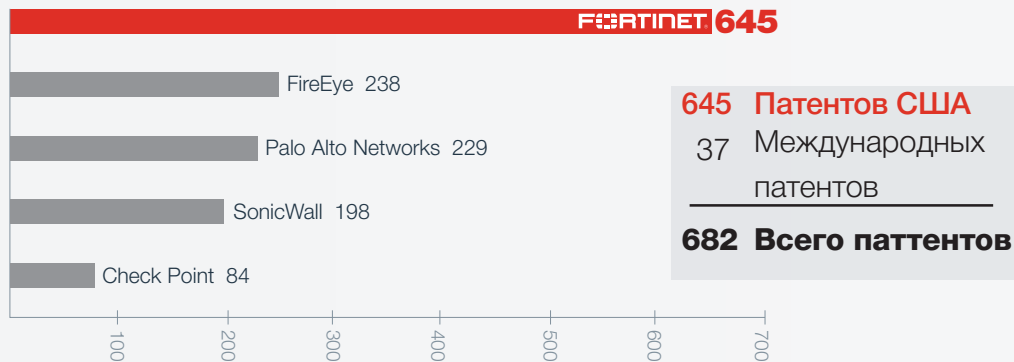 FORTINET 645
FireEye 238
Palo Alto Networks 229
SonicWall 198
Check Point 84
100 200 300 400 500 600 700
645 Патентов США
37 Международных
патентов
682 Всего паттентов